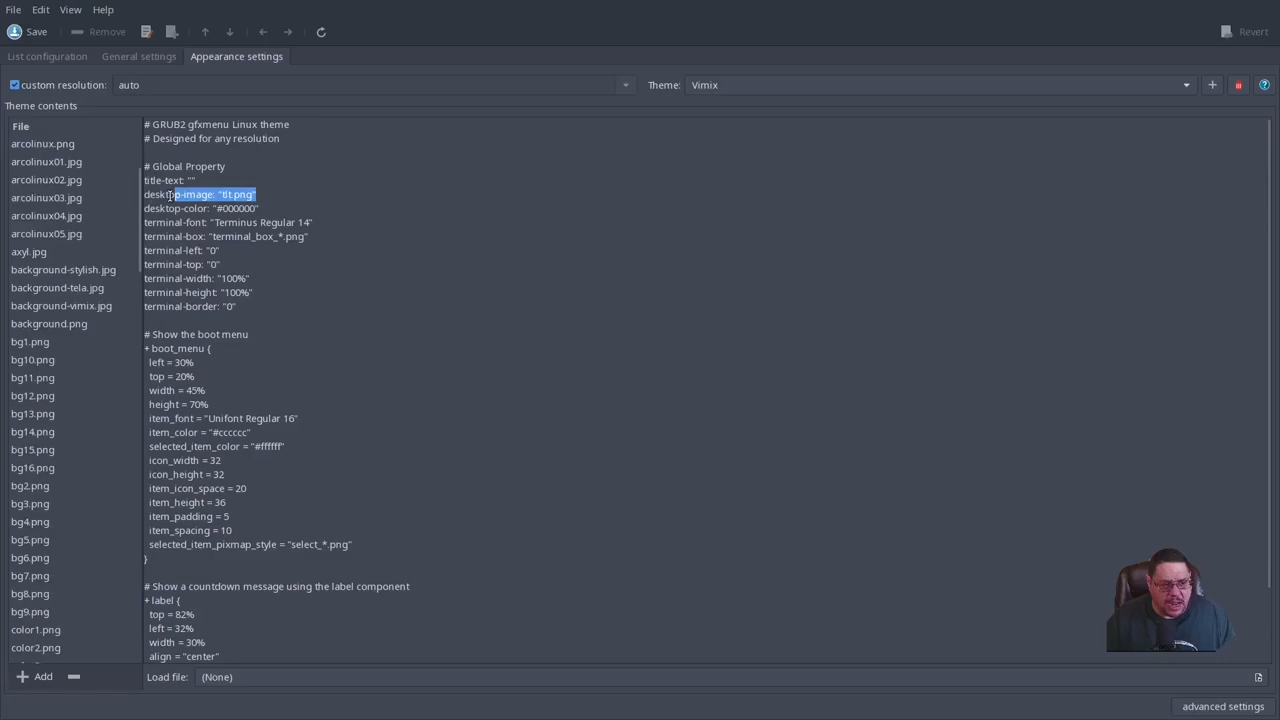 File Edit View Help
Save Remove Revert
List configuration General settings Appearance settings
custom resolution: auto Theme: Vimix
Theme contents
File
arcolinux.png
arcolinux01.jpg
arcolinux02.jpg
arcolinux03.jpg
arcolinux04.jpg
arcolinux05.jpg
axyl.jpg
background-stylish.jpg
background-tela.jpg
background-vimix.jpg
background.png
bg1.png
bg10.png
bg11.png
bg12.png
bg13.png
bg14.png
bg15.png
bg16.png
bg2.png
bg3.png
bg4.png
bg5.png
bg6.png
bg7.png
bg8.png
bg9.png
color1.png
color2.png
Add
# GRUB2 gfxmenu Linux theme
# Designed for any resolution
# Global Property
title-text: ""
desktop-image: "tlt.png"
desktop-color: "#000000"
terminal-font: "Terminus Regular 14"
terminal-box: "terminal_box_*.png"
terminal-left: "0"
terminal-top: "0"
terminal-width: "100%"
terminal-height: "100%"
terminal-border: "0"
# Show the boot menu
+ boot_menu {
left = 30%
top = 20%
width = 45%
height = 70%
item_font = "Unifont Regular 16"
item_color = "#cccccc"
selected_item_color = "#ffffff"
icon_width = 32
icon_height = 32
item_icon_space = 20
item_height = 36
item_padding = 5
item_spacing = 10
selected_item_pixmap_style = "select_*.png"
}
# Show a countdown message using the label component
+ label {
top = 82%
left = 32%
width = 30%
align = "center"
Load file: (None)
advanced settings